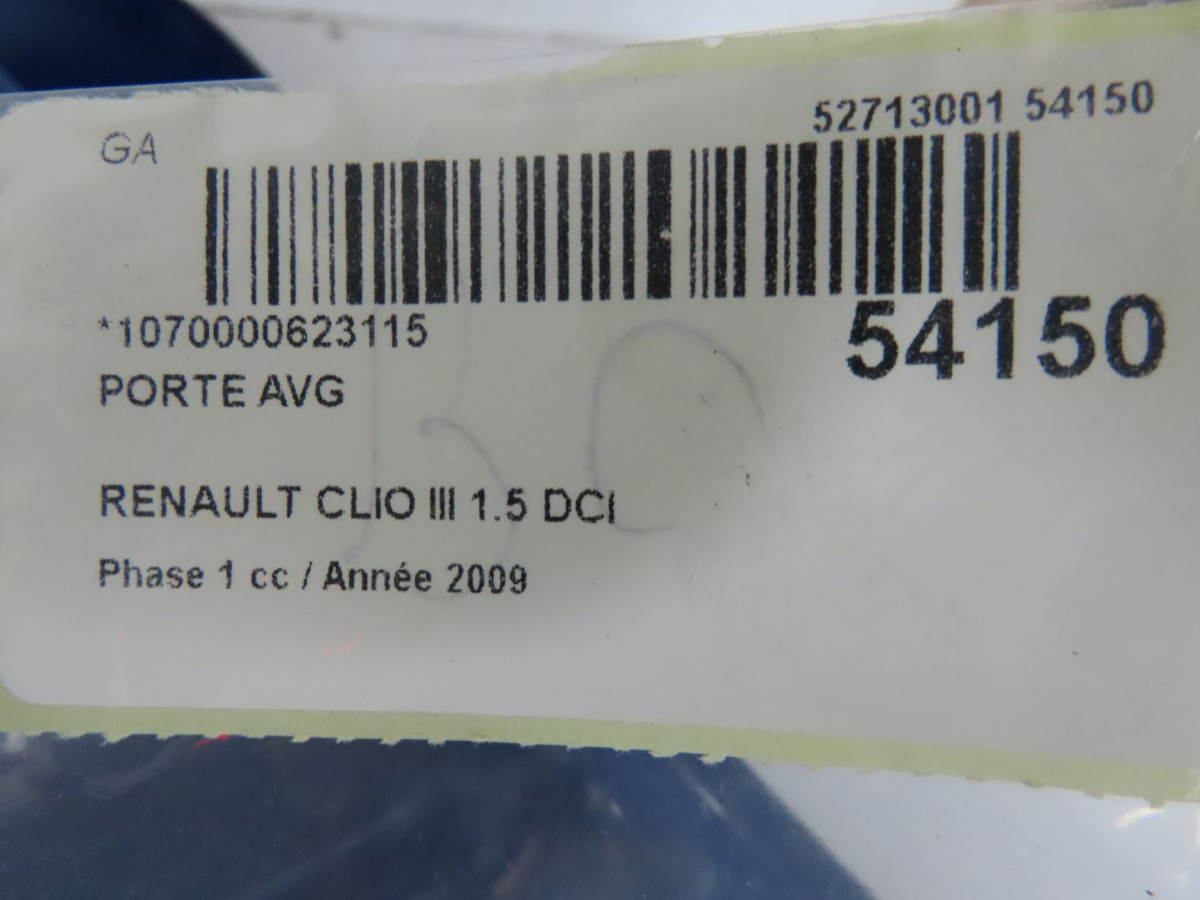 52713001 54150
GA
*1070000623115
54150
PORTE AVG
RENAULT CLIO III 1.5 DCI
Phase 1 cc / Année 2009